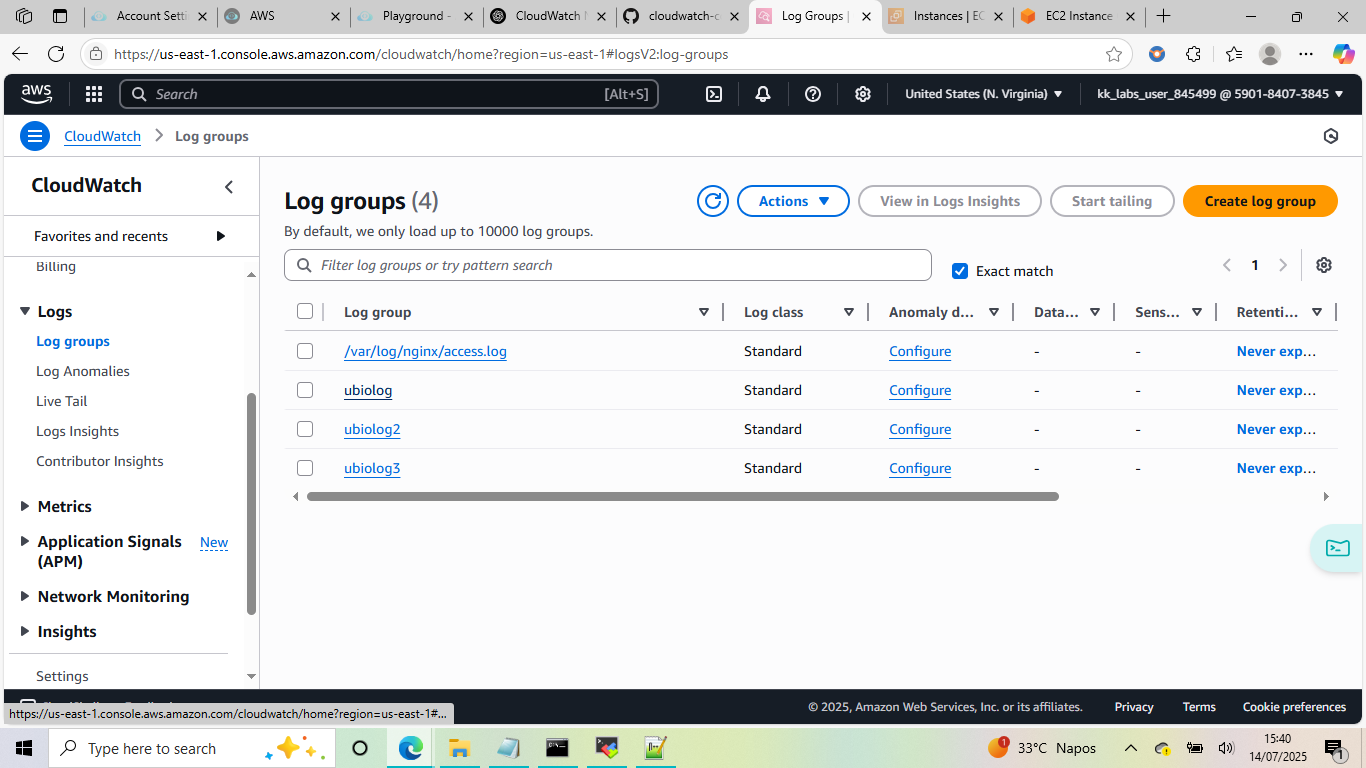 Account Setti
AWS
Playground -
CloudWatch M
cloudwatch-c
Log Groups |
Instances | EC
EC2 Instance
https://us-east-1.console.aws.amazon.com/cloudwatch/home?region=us-east-1#logsV2:log-groups
aws
Search
[Alt+S]
United States (N. Virginia)
kk_labs_user_845499 @ 5901-8407-3845
CloudWatch
Log groups
CloudWatch
Favorites and recents
Billing
Logs
Log groups
Log Anomalies
Live Tail
Logs Insights
Contributor Insights
Metrics
Application Signals
New
(APM)
Network Monitoring
Insights
Settings
Log groups (4)
Actions
View in Logs Insights
Start tailing
Create log group
By default, we only load up to 10000 log groups.
Filter log groups or try pattern search
Exact match
1
Log group
Log class
Anomaly d...
Data...
Sens...
Retenti...
/var/log/nginx/access.log
Standard
Configure
-
-
Never exp...
ubiolog
Standard
Configure
-
-
Never exp...
ubiolog2
Standard
Configure
-
-
Never exp...
ubiolog3
Standard
Configure
-
-
Never exp...
https://us-east-1.console.aws.amazon.com/cloudwatch/home?region=us-east-1#...
© 2025, Amazon Web Services, Inc. or its affiliates.
Privacy
Terms
Cookie preferences
Type here to search
1
33°C Napos
15:40
14/07/2025
1